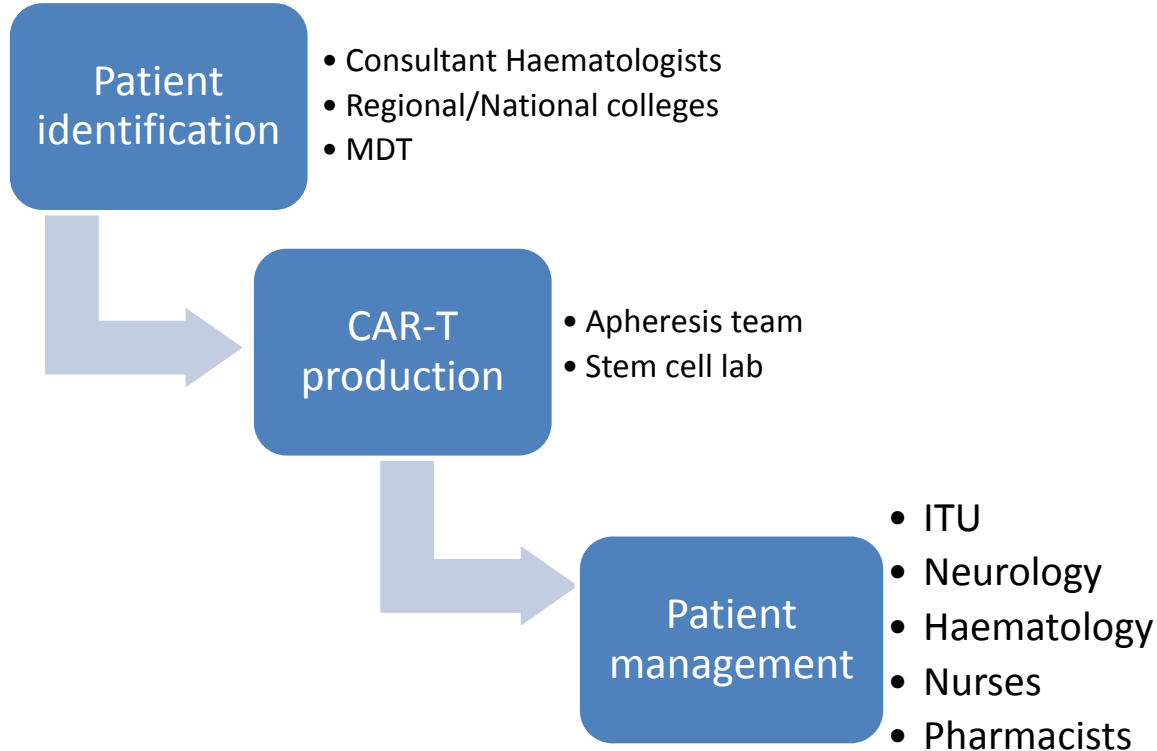 Patient
identification
• Consultant Haematologists
• Regional/National colleges
• MDT
CAR-T
production
• Apheresis team
• Stem cell lab
Patient
management
• ITU
• Neurology
• Haematology
• Nurses
• Pharmacists